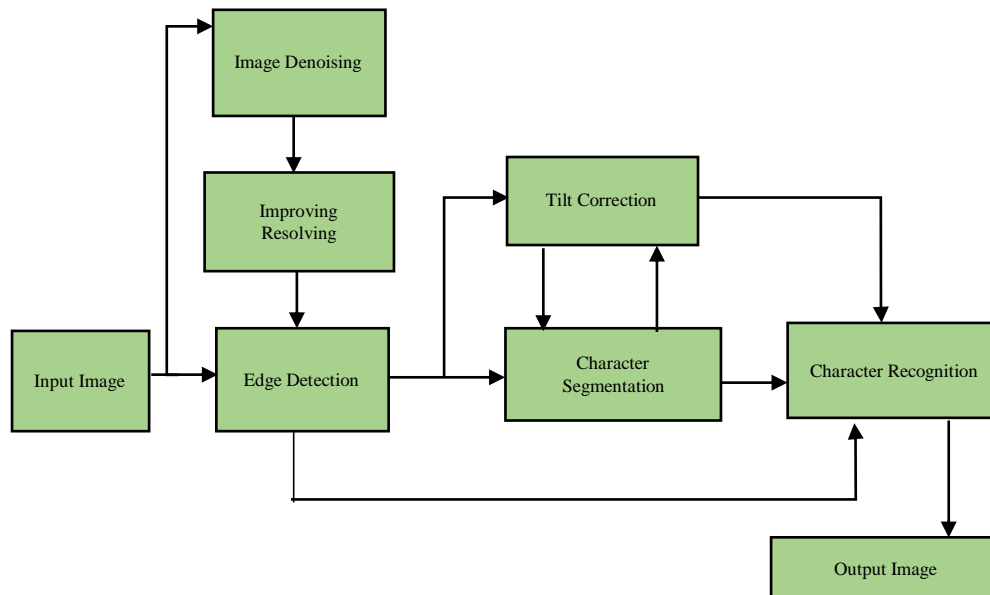 Image Denoising
Improving
Resolving
Tilt Correction
Input Image
Edge Detection
Character
Segmentation
Character Recognition
Output Image